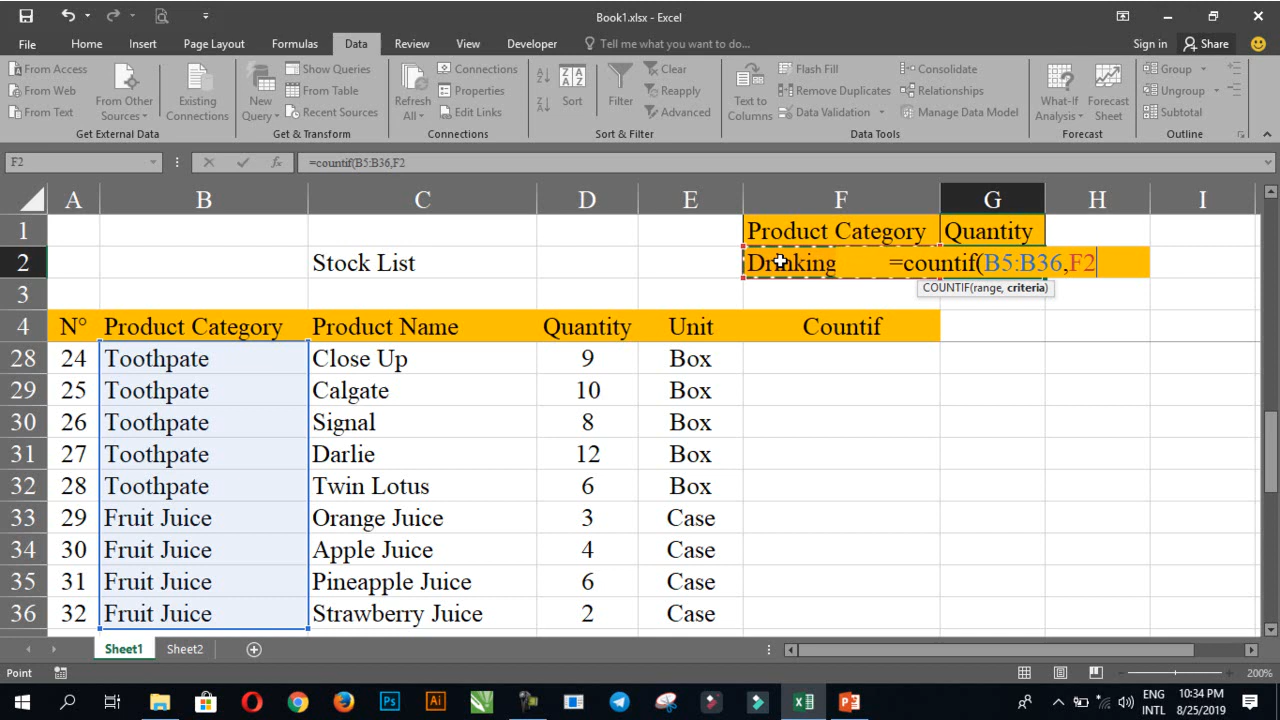 Book1.xlsx - Excel
File Home Insert Page Layout Formulas Data Review View Developer Tell me what you want to do... Sign in Share
From Access
From Web
From Text
From Other Sources
Existing Connections
Get External Data
New Query
Show Queries
From Table
Recent Sources
Get & Transform
Refresh All
Connections
Properties
Edit Links
Connections
Sort
Filter
Clear
Reapply
Advanced
Sort & Filter
Text to Columns
Flash Fill
Remove Duplicates
Data Validation
Consolidate
Relationships
Manage Data Model
Data Tools
What-If Analysis
Forecast Sheet
Forecast
Group
Ungroup
Subtotal
Outline
F2 fx =countif(B5:B36,F2
A B C D E F G H I
1 Product Category Quantity
2 Stock List Drinking =countif(B5:B36,F2
COUNTIF(range, criteria)
3
4 N° Product Category Product Name Quantity Unit Countif
28 24 Toothpate Close Up 9 Box
29 25 Toothpate Calgate 10 Box
30 26 Toothpate Signal 8 Box
31 27 Toothpate Darlie 12 Box
32 28 Toothpate Twin Lotus 6 Box
33 29 Fruit Juice Orange Juice 3 Case
34 30 Fruit Juice Apple Juice 4 Case
35 31 Fruit Juice Pineapple Juice 6 Case
36 32 Fruit Juice Strawberry Juice 2 Case
Sheet1 Sheet2
Point 200%
ENG 10:34 PM
INTL 8/25/2019